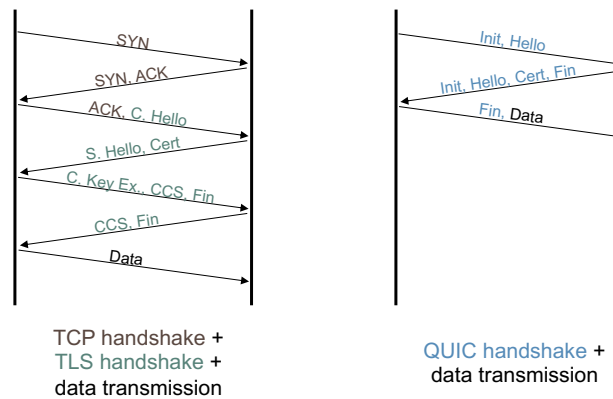 SYN
SYN, ACK
ACK, C. Hello
S. Hello, Cert
C. Key Ex., CCS, Fin
CCS, Fin
Data
TCP handshake +
TLS handshake +
data transmission
Init, Hello
Init, Hello, Cert, Fin
Fin, Data
QUIC handshake +
data transmission